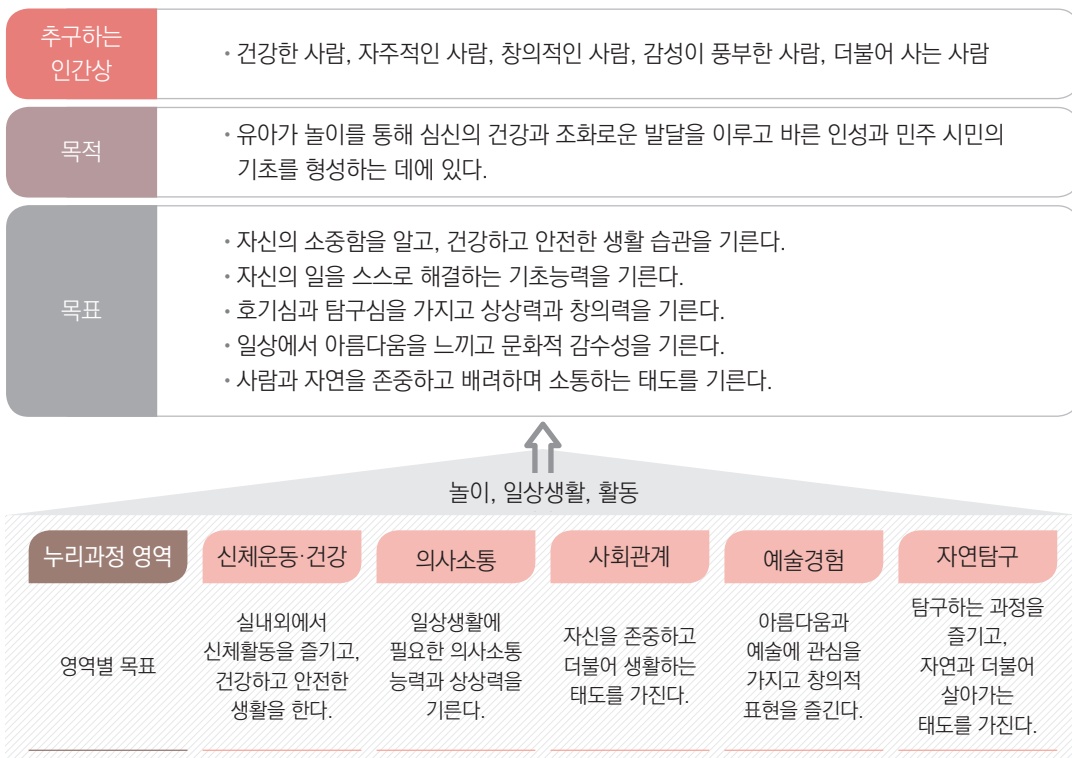 추구하는
인간상
• 건강한 사람, 자주적인 사람, 창의적인 사람, 감성이 풍부한 사람, 더불어 사는 사람
목적
• 유아가 놀이를 통해 심신의 건강과 조화로운 발달을 이루고 바른 인성과 민주 시민의
기초를 형성하는 데에 있다.
목표
• 자신의 소중함을 알고, 건강하고 안전한 생활 습관을 기른다.
• 자신의 일을 스스로 해결하는 기초능력을 기른다.
• 호기심과 탐구심을 가지고 상상력과 창의력을 기른다.
• 일상에서 아름다움을 느끼고 문화적 감수성을 기른다.
• 사람과 자연을 존중하고 배려하며 소통하는 태도를 기른다.
놀이, 일상생활, 활동
누리과정 영역
신체운동·건강
의사소통
사회관계
예술경험
자연탐구
영역별 목표
실내외에서
신체활동을 즐기고,
건강하고 안전한
생활을 한다.
일상생활에
필요한 의사소통
능력과 상상력을
기른다.
자신을 존중하고
더불어 생활하는
태도를 가진다.
아름다움과
예술에 관심을
가지고 창의적
표현을 즐긴다.
탐구하는 과정을
즐기고,
자연과 더불어
살아가는
태도를 가진다.